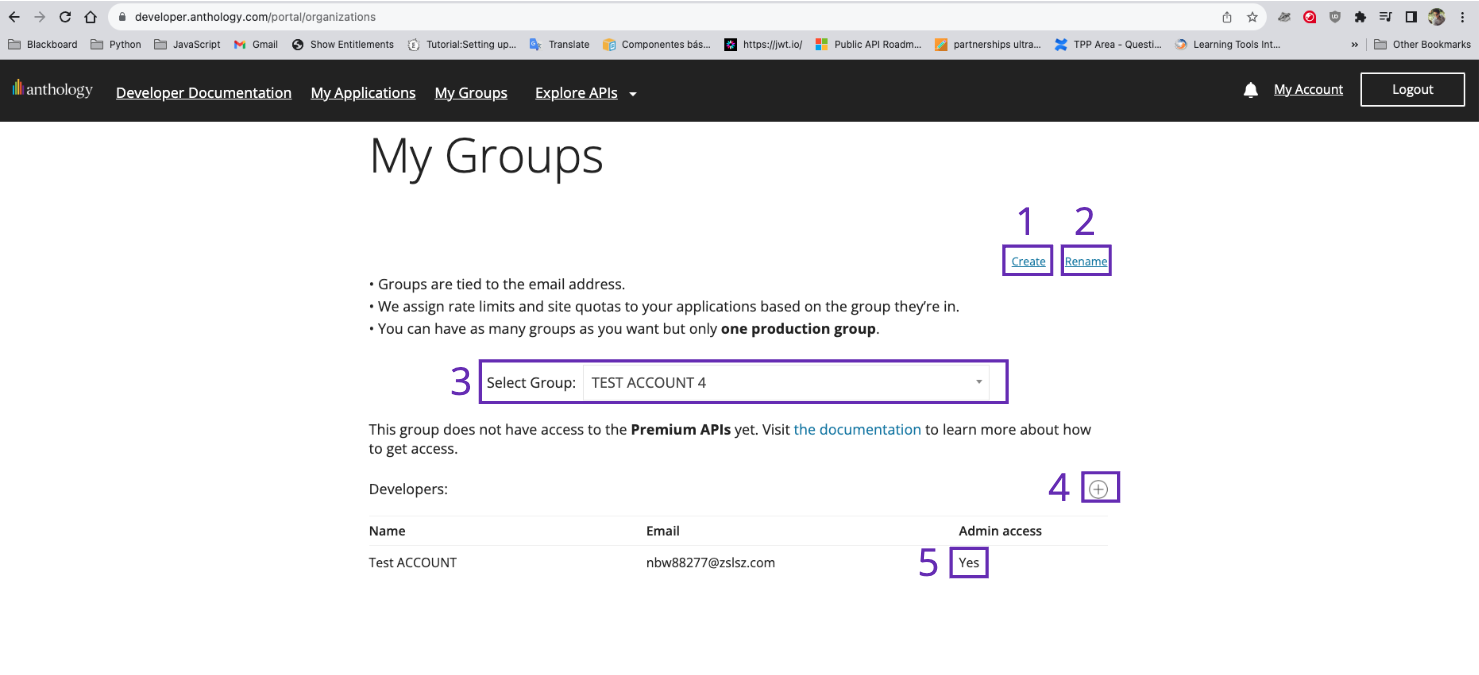 developer.anthology.com/portal/organizations
Blackboard Python JavaScript Gmail Show Entitlements Tutorial:Setting up... Translate Componentes bás... https://jwt.io/ Public API Roadm... partnerships ultra... TPP Area - Questi... Learning Tools Int... » Other Bookmarks
anthology Developer Documentation My Applications My Groups Explore APIs My Account Logout
My Groups
1 2
Create Rename
• Groups are tied to the email address.
• We assign rate limits and site quotas to your applications based on the group they're in.
• You can have as many groups as you want but only one production group.
3 Select Group: TEST ACCOUNT 4
This group does not have access to the Premium APIs yet. Visit the documentation to learn more about how
to get access.
Developers: 4
Name Email Admin access
Test ACCOUNT nbw88277@zslsz.com 5 Yes